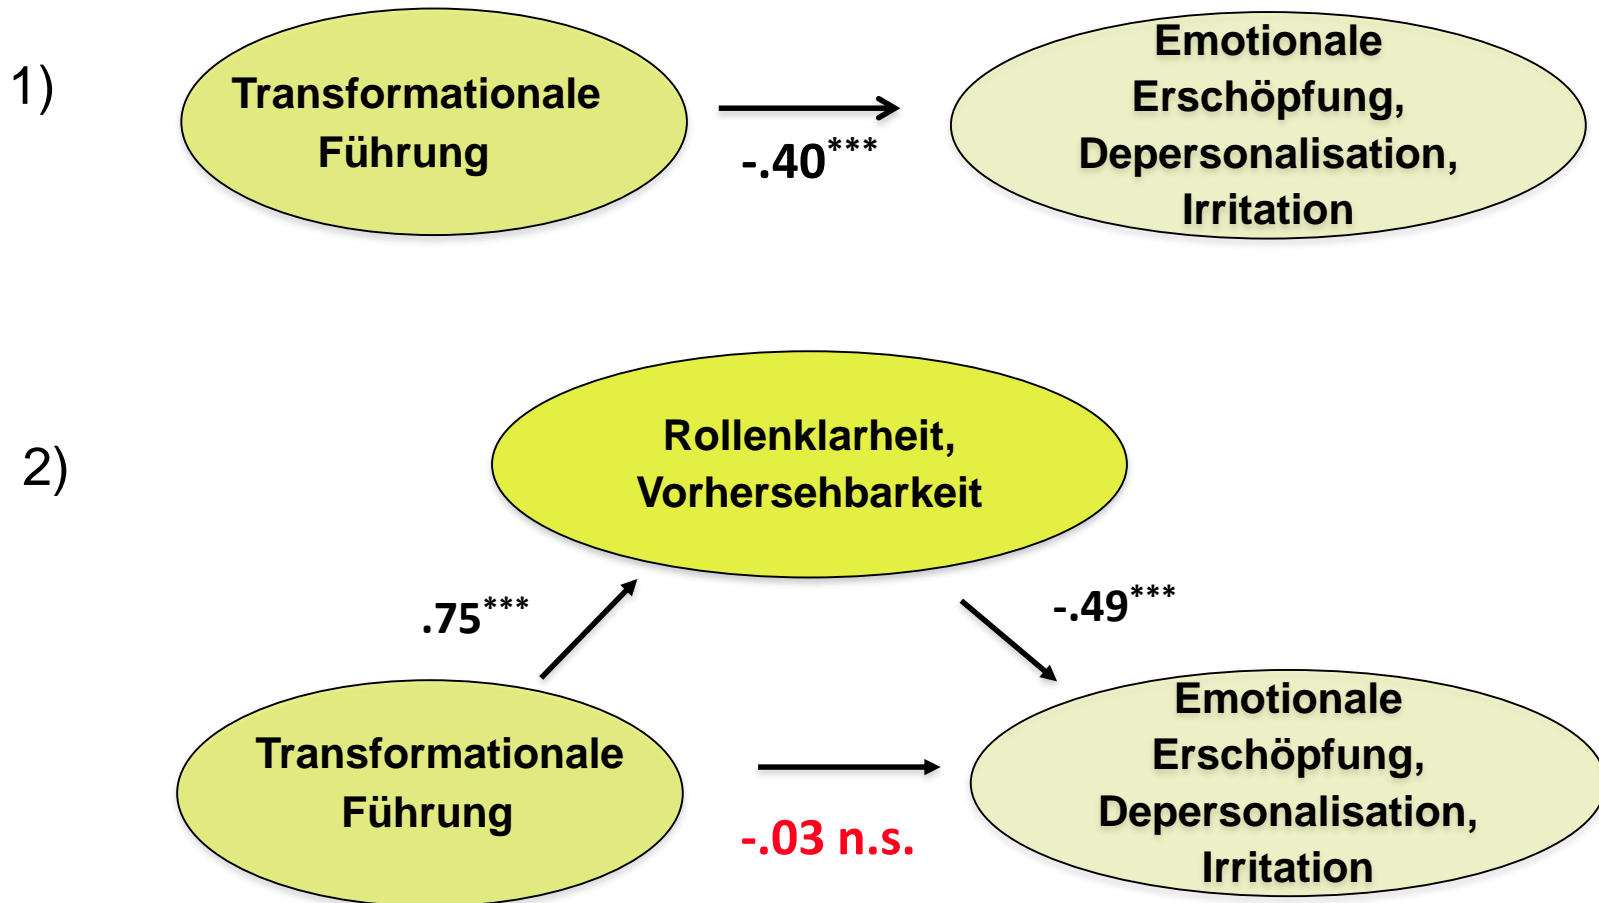 1)
Transformationale
Führung
-.40***
Emotionale
Erschöpfung,
Depersonalisation,
Irritation
2)
Rollenklarheit,
Vorhersehbarkeit
.75***
-.49***
Transformationale
Führung
-.03 n.s.
Emotionale
Erschöpfung,
Depersonalisation,
Irritation